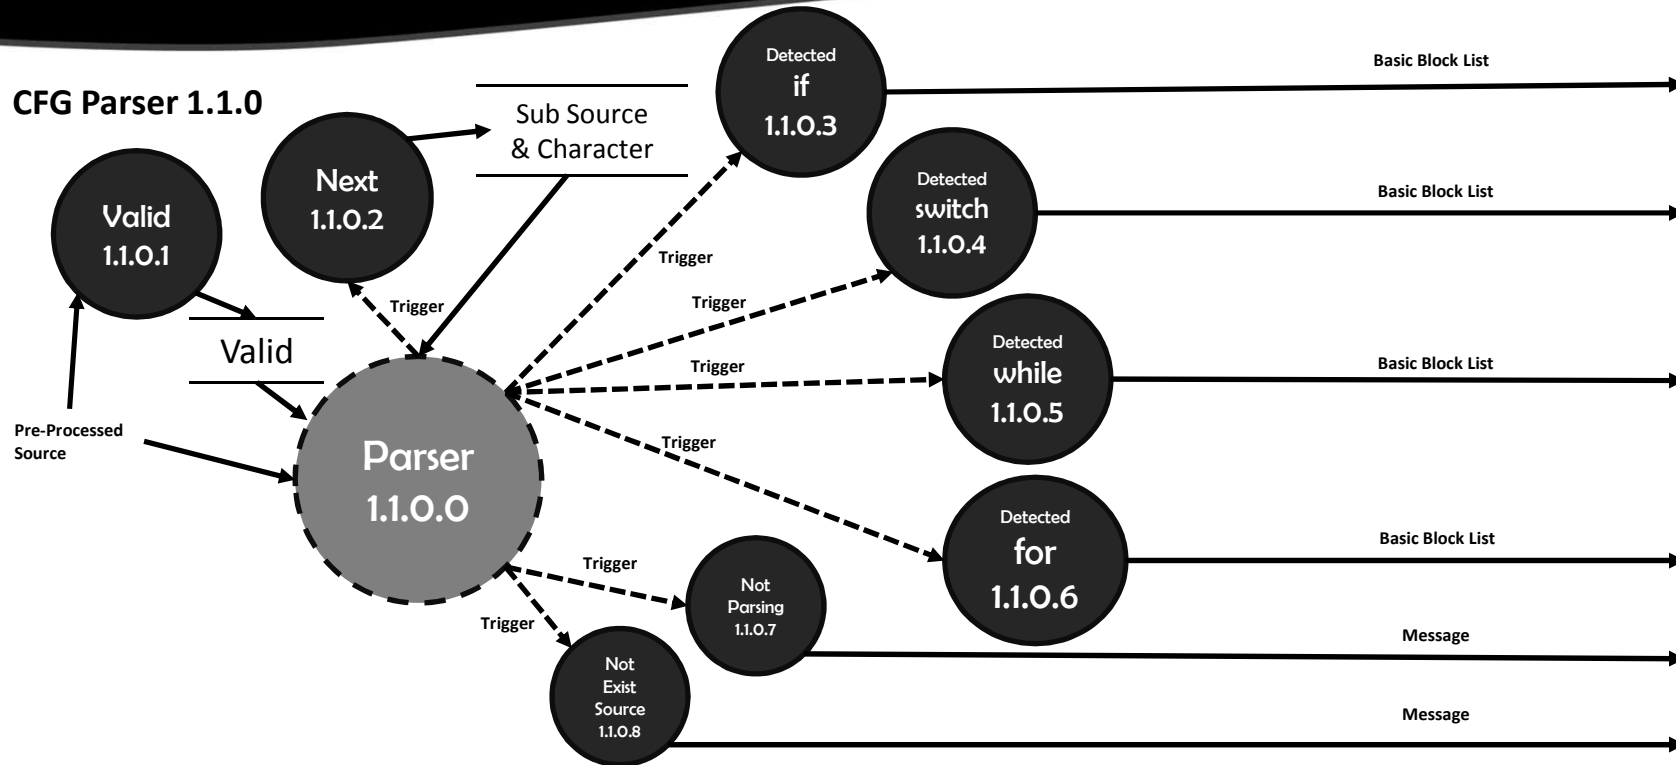 CFG Parser 1.1.0
Detected
if
1.1.0.3
Basic Block List
Sub Source
& Character
Next
1.1.0.2
Valid
1.1.0.1
Detected
switch
1.1.0.4
Basic Block List
Trigger
Trigger
Trigger
Valid
Detected
while
1.1.0.5
Trigger
Basic Block List
Pre-Processed
Source
Parser
1.1.0.0
Trigger
Detected
for
1.1.0.6
Basic Block List
Trigger
Not
Parsing
1.1.0.7
Trigger
Message
Not
Exist
Source
1.1.0.8
Message